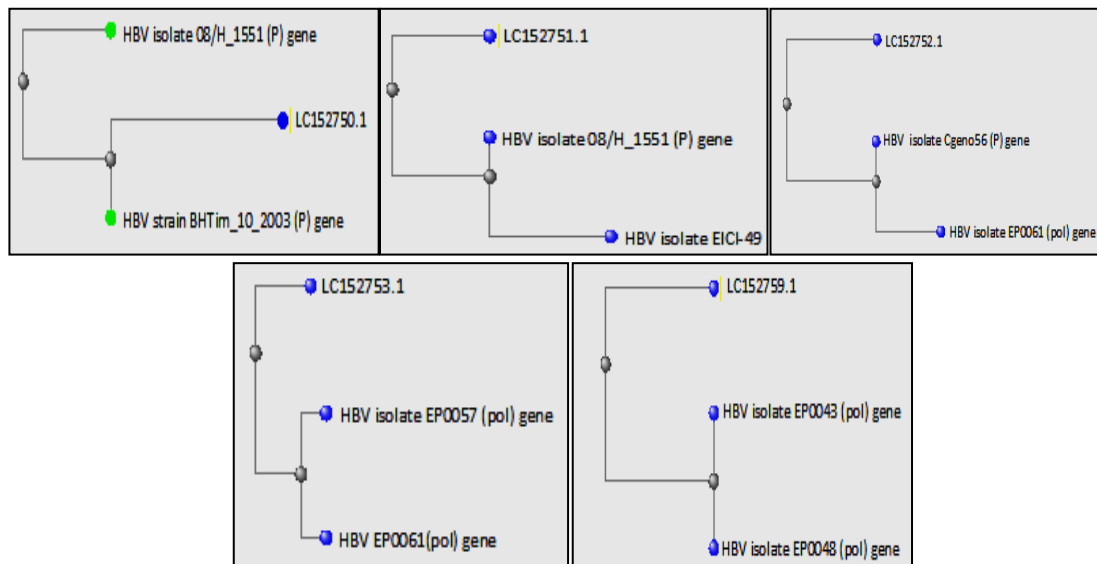 HBV isolate 08/H_1551 (P) gene
LC152750.1
HBV strain BHTim_10_2003 (P) gene
LC152751.1
HBV isolate 08/H_1551 (P) gene
HBV isolate EICI-49
LC152752.1
HBV isolate Cgeno56 (P) gene
HBV isolate EP0061 (pol) gene
LC152753.1
HBV isolate EP0057 (pol) gene
HBV EP0061(pol) gene
LC152759.1
HBV isolate EP0043 (pol) gene
HBV isolate EP0048 (pol) gene